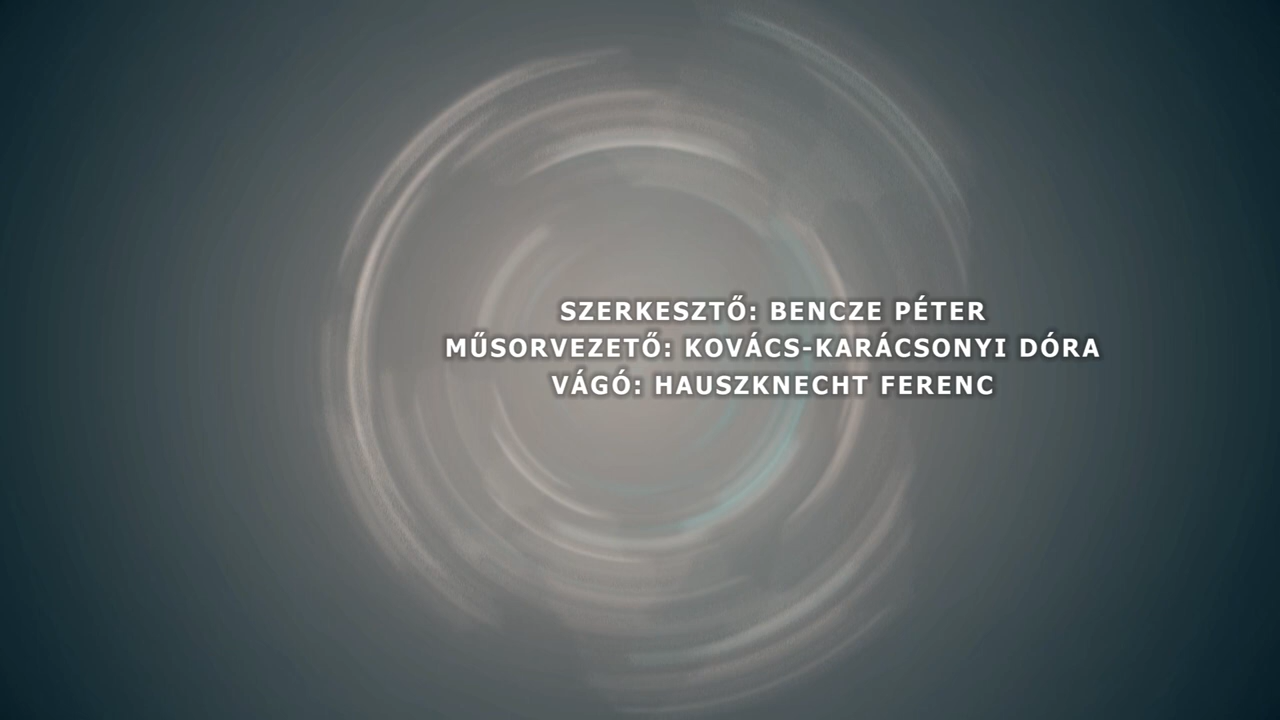 SZERKESZTŐ: BENCZE PÉTER
MŰSORVEZETŐ: KOVÁCS-KARÁCSONYI DÓRA
VÁGÓ: HAUSZKNECHT FERENC